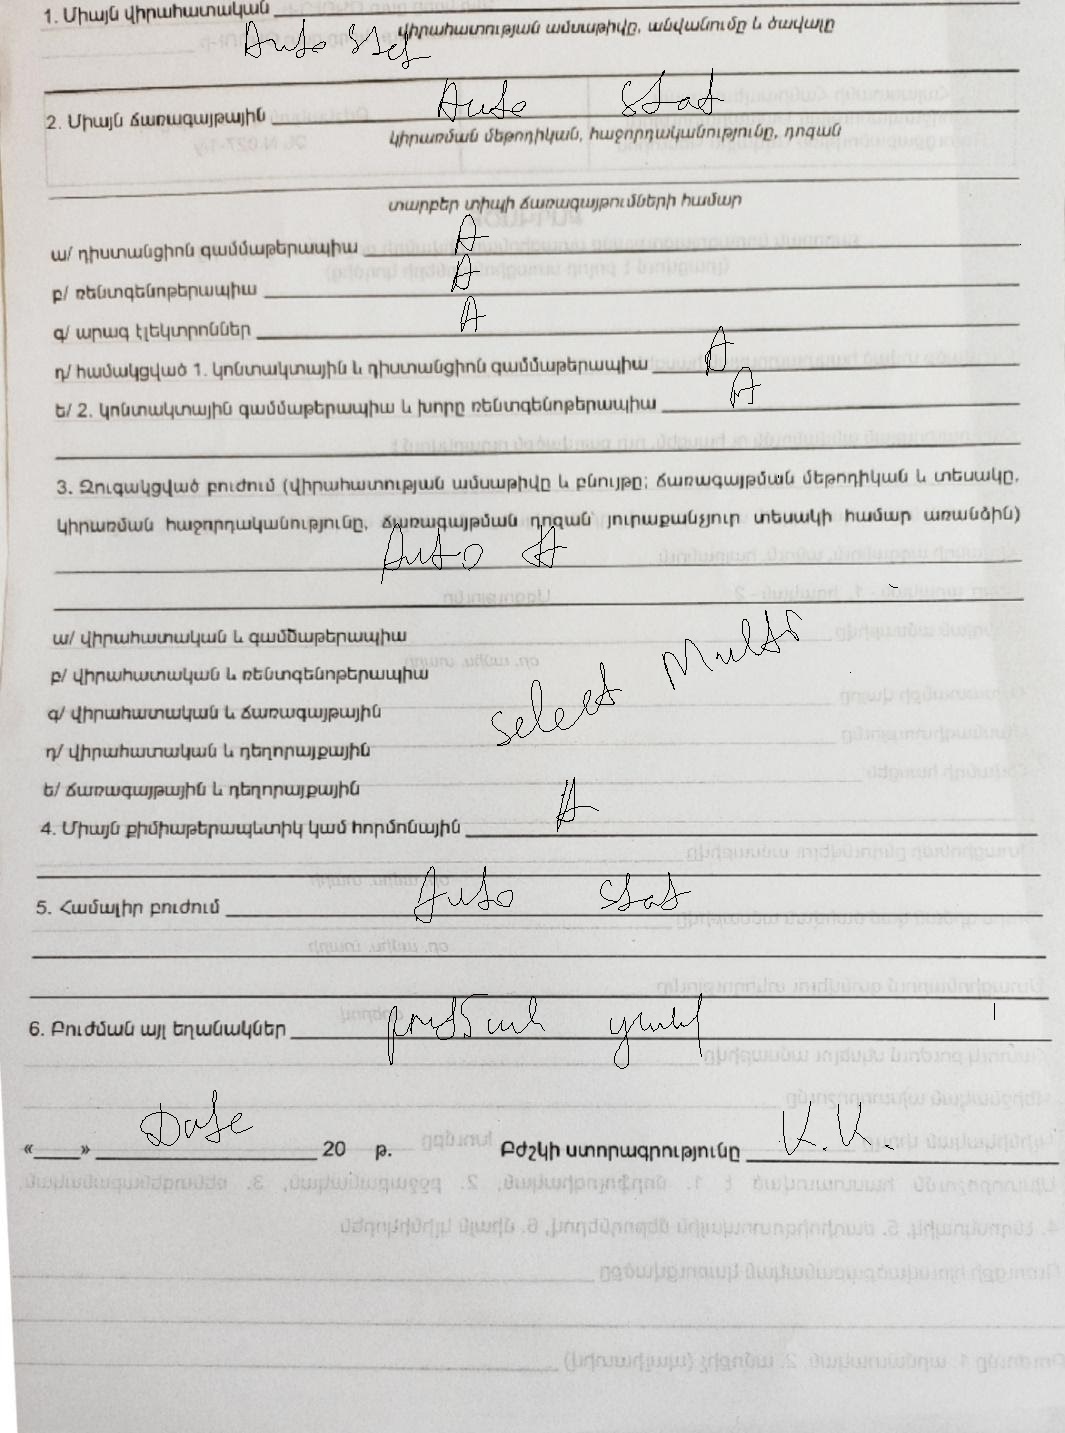 1. Միայն վիրահատական
վիրահատության ամսաթիվը, անվանումը և ծավալը
Auto Stat
2. Միայն ճառագայթային Auto Stat
կիրառման մեթոդիկան, հաջորդականությունը, դոզան
տարբեր տիպի ճառագայթումների համար
ա/ դիստանցիոն գամմաթերապիա A
բ/ ռենտգենոթերապիա A
գ/ արագ էլեկտրոններ A
դ/ համակցված 1. կոնտակտային և դիստանցիոն գամմաթերապիա A
ե/ 2. կոնտակտային գամմաթերապիա և խորը ռենտգենոթերապիա A
3. Զուգակցված բուժում (վիրահատության ամսաթիվը և բնույթը; ճառագայթման մեթոդիկան և տեսակը,
կիրառման հաջորդականությունը, ճառագայթման դոզան յուրաքանչյուր տեսակի համար առանձին)
Auto A
ա/ վիրահատական և գամծաթերապիա
բ/ վիրահատական և ռենտգենոթերապիա
select Multi
գ/ վիրահատական և ճառագայթային
դ/ վիրահատական և դեղորայքային
ե/ ճառագայթային և դեղորայքային
4. Միայն քիմիաթերապևտիկ կամ հորմոնային A
5. Համալիր բուժում Auto Stat
6. Բուժման այլ եղանակներ բուժման
«____» Date 20 թ. Բժշկի ստորագրությունը K.K.